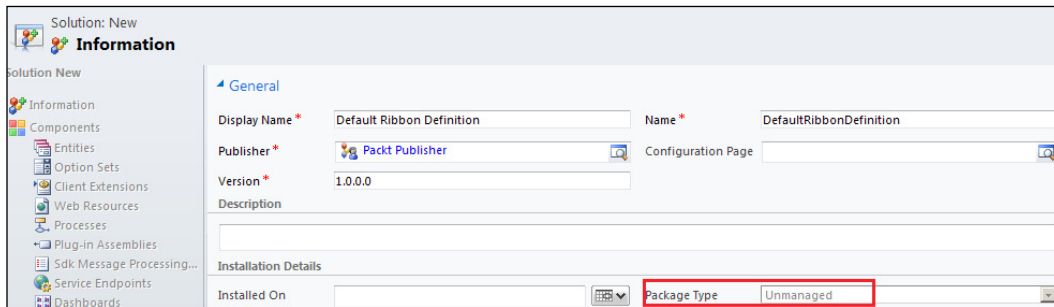 Solution: New
Information
Solution New
Information
Components
Entities
Option Sets
Client Extensions
Web Resources
Processes
Plug-in Assemblies
Sdk Message Processing...
Service Endpoints
Dashboards
General
Display Name * Default Ribbon Definition Name * DefaultRibbonDefinition
Publisher * Packt Publisher Configuration Page
Version * 1.0.0.0
Description
Installation Details
Installed On Package Type Unmanaged